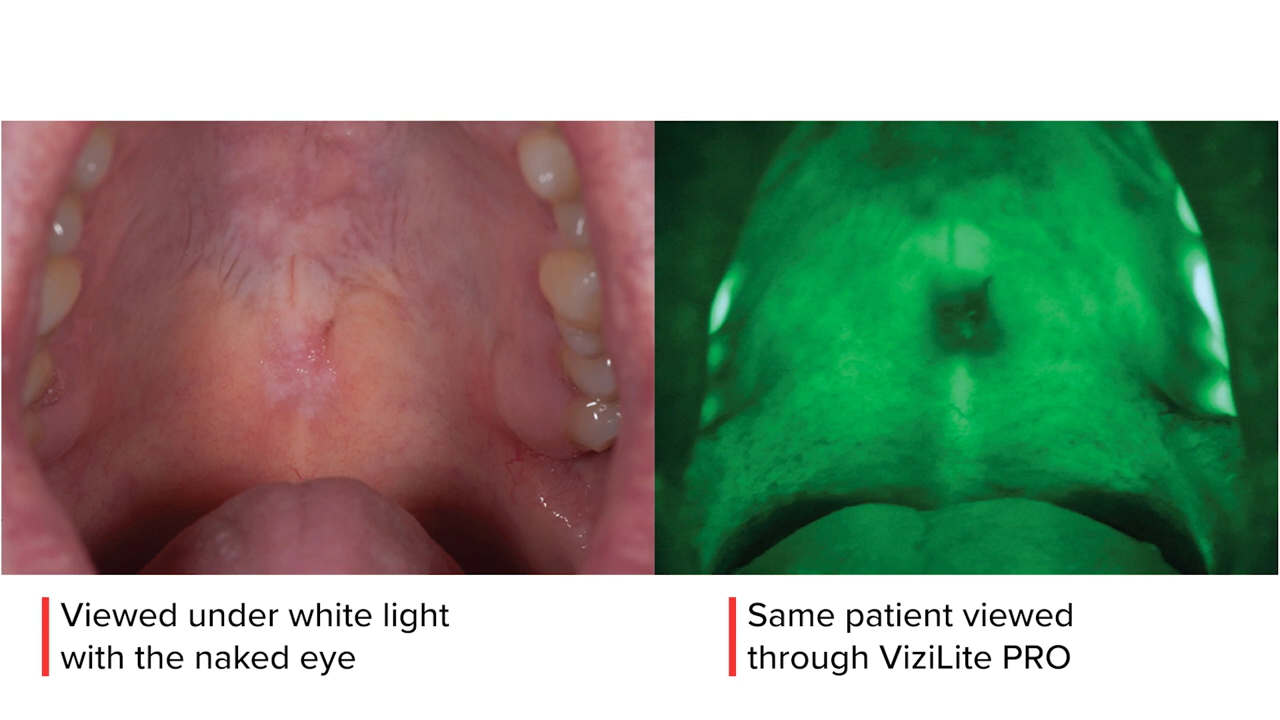 Viewed under white light
with the naked eye
Same patient viewed
through ViziLite PRO